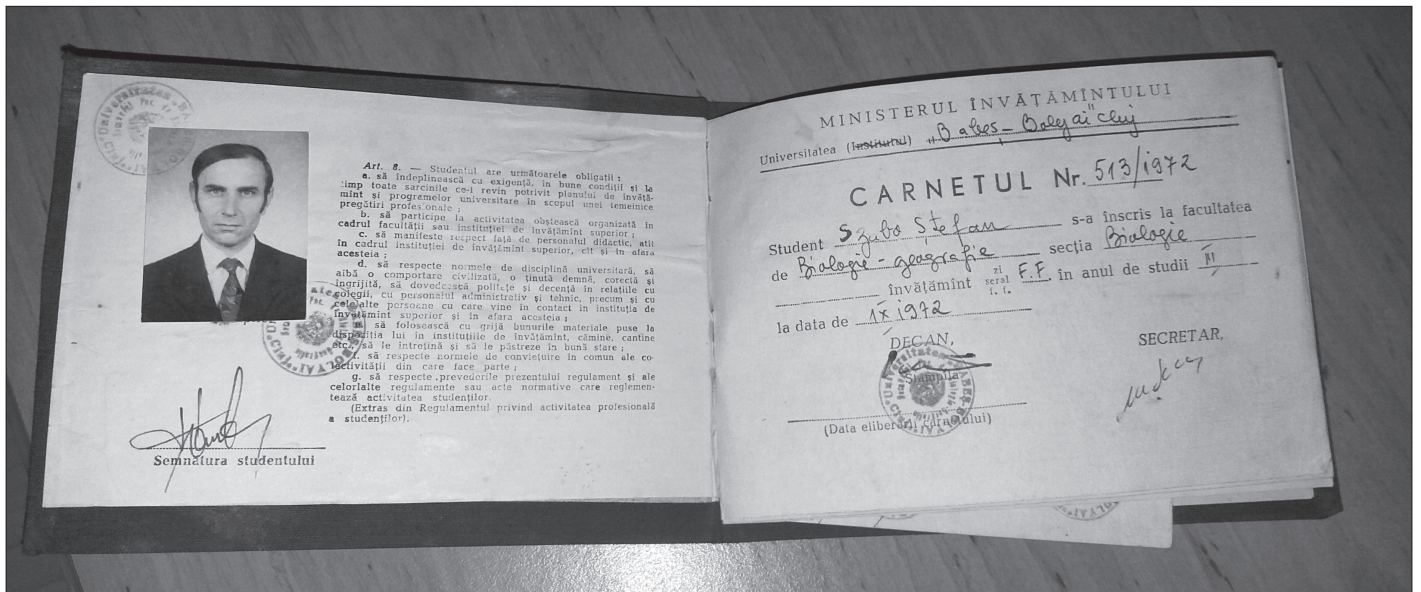 Art. 8. — Studentul are următoarele obligații :
a. să îndeplinească cu exigență, în bune condiții și la
timp toate sarcinile ce-i revin potrivit planului de învăță-
mînt și programelor universitare în scopul unei temeinice
pregătiri profesionale ;
b. să participe la activitatea obștească organizată în
cadrul facultății sau instituției de învățămînt superior ;
c. să manifeste respect față de personalul didactic, atît
în cadrul instituției de învățămînt superior, cît și în afara
acesteia ;
d. să respecte normele de disciplină universitară, să
aibă o comportare civilizată, o ținută demnă, corectă și
îngrijită, să dovedească politețe și decență în relațiile cu
colegii, cu personalul administrativ și tehnic, precum și cu
celelalte persoane cu care vine în contact în instituția de
învățămînt superior și în afara acesteia ;
să folosească cu grijă bunurile materiale puse la
dispoziția lui în instituțiile de învățămînt, cămine, cantine
etc., să le întrețină și să le păstreze în bună stare ;
f. să respecte normele de conviețuire în comun ale co-
lectivității din care face parte ;
g. să respecte prevederile prezentului regulament și ale
celorlalte regulamente sau acte normative care reglemen-
tează activitatea studenților.
(Extras din Regulamentul privind activitatea profesională
a studenților).
Semnătura studentului
MINISTERUL ÎNVĂȚĂMÎNTULUI
Universitatea (Institutul) "Babeș-Bolyai" Cluj
CARNETUL Nr. 513/1972
Student Szabo Ștefan s-a înscris la facultatea
de Biologie-geografie secția Biologie
învățămînt zi seral f. f. F.F. în anul de studii III
la data de 1 X 1972
DECAN,
SECRETAR,
Ștampila
(Data eliberării carnetului)